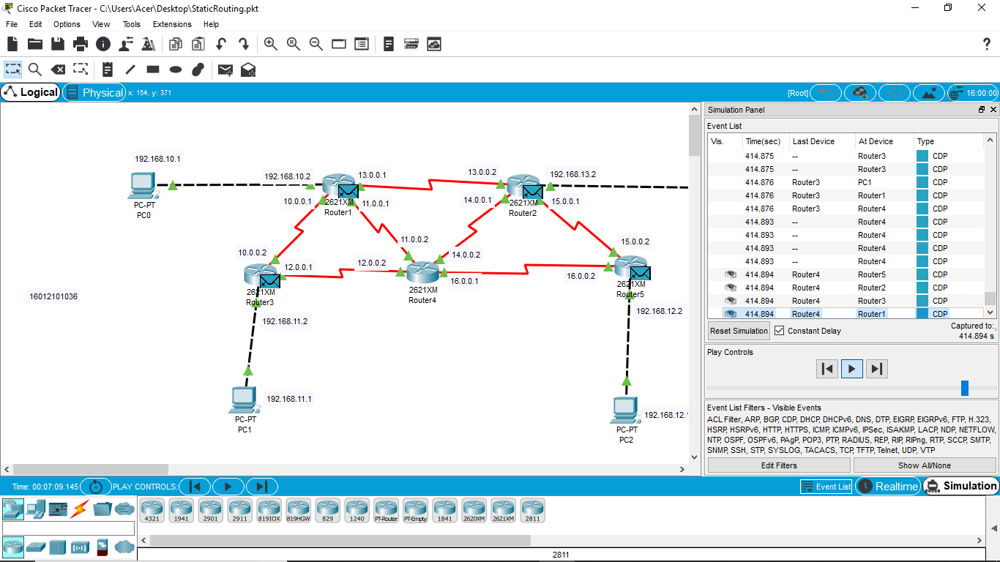 Cisco Packet Tracer - C:\Users\Acer\Desktop\StaticRouting.pkt
File Edit Options View Tools Extensions Help
?
Logical Physical x: 154, y: 371 [Root] 16:00:00
Simulation Panel
Event List
Vis. Time(sec) Last Device At Device Type
414.875 -- Router3 CDP
414.875 -- Router3 CDP
414.876 Router3 PC1 CDP
414.876 Router3 Router1 CDP
414.876 Router3 Router4 CDP
414.893 -- Router4 CDP
414.893 -- Router4 CDP
414.893 -- Router4 CDP
414.893 -- Router4 CDP
414.894 Router4 Router5 CDP
414.894 Router4 Router2 CDP
414.894 Router4 Router3 CDP
414.894 Router4 Router1 CDP
Reset Simulation Constant Delay
Captured to:
414.894 s
Play Controls
Event List Filters - Visible Events
ACL Filter, ARP, BGP, CDP, DHCP, DHCPv6, DNS, DTP, EIGRP, EIGRPv6, FTP, H.323,
HSRP, HSRPv6, HTTP, HTTPS, ICMP, ICMPv6, IPSec, ISAKMP, LACP, NDP, NETFLOW,
NTP, OSPF, OSPFv6, PAgP, POP3, PTP, RADIUS, REP, RIP, RIPng, RTP, SCCP, SMTP,
SNMP, SSH, STP, SYSLOG, TACACS, TCP, TFTP, Telnet, UDP, VTP
Edit Filters Show All/None
192.168.10.1
PC-PT
PC0
192.168.10.2
13.0.0.1
10.0.0.1
2621XM
Router1
11.0.0.1
13.0.0.2
192.168.13.2
14.0.0.1
2621XM
Router2
15.0.0.1
10.0.0.2
12.0.0.1
2621XM
Router3
12.0.0.2
11.0.0.2
14.0.0.2
16.0.0.1
2621XM
Router4
15.0.0.2
16.0.0.2
2621XM
Router5
16012101036
192.168.11.2
192.168.11.1
PC-PT
PC1
192.168.12.2
192.168.12.1
PC-PT
PC2
Time: 00:07:09.145 PLAY CONTROLS: Event List Realtime Simulation
4321 1941 2901 2911 819IOX 819HGW 829 1240 PT-Router PT-Empty 1841 2620XM 2621XM 2811
2811